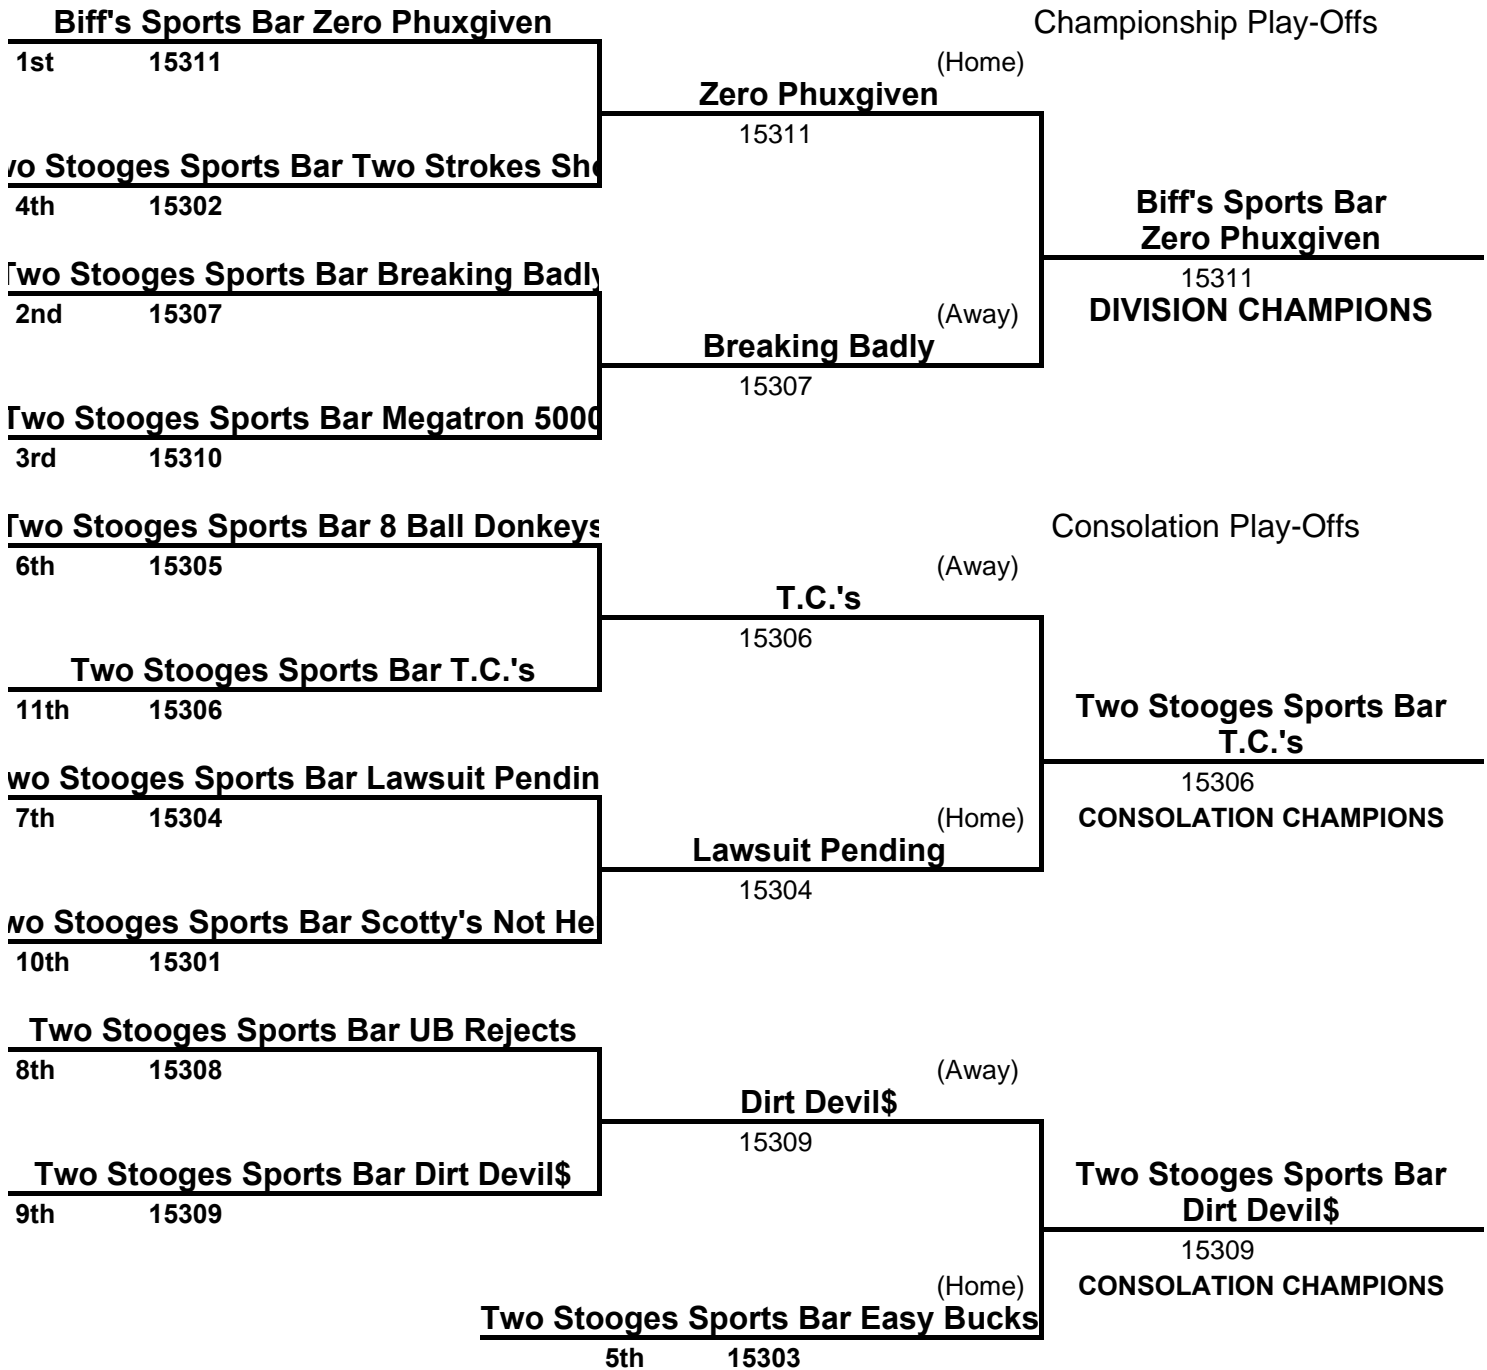 Biff's Sports Bar Zero Phuxgiven
Championship Play-Offs
1st 15311
(Home)
Zero Phuxgiven
15311
Stooges Sports Bar Two Strokes
4th 15302
Biff's Sports Bar
Zero Phuxgiven
15311
DIVISION CHAMPIONS
Two Stooges Sports Bar Breaking Badly
2nd 15307
(Away)
Breaking Badly
15307
Two Stooges Sports Bar Megatron 5000
3rd 15310
Two Stooges Sports Bar 8 Ball Donkeys
Consolation Play-Offs
6th 15305
(Away)
T.C.'s
15306
Two Stooges Sports Bar T.C.'s
11th 15306
Two Stooges Sports Bar
T.C.'s
15306
CONSOLATION CHAMPIONS
wo Stooges Sports Bar Lawsuit Pendin
7th 15304
(Home)
Lawsuit Pending
15304
wo Stooges Sports Bar Scotty's Not He
10th 15301
Two Stooges Sports Bar UB Rejects
8th 15308
(Away)
Dirt Devil$
15309
Two Stooges Sports Bar Dirt Devil$
9th 15309
Two Stooges Sports Bar
Dirt Devil$
15309
CONSOLATION CHAMPIONS
(Home)
Two Stooges Sports Bar Easy Bucks
5th 15303